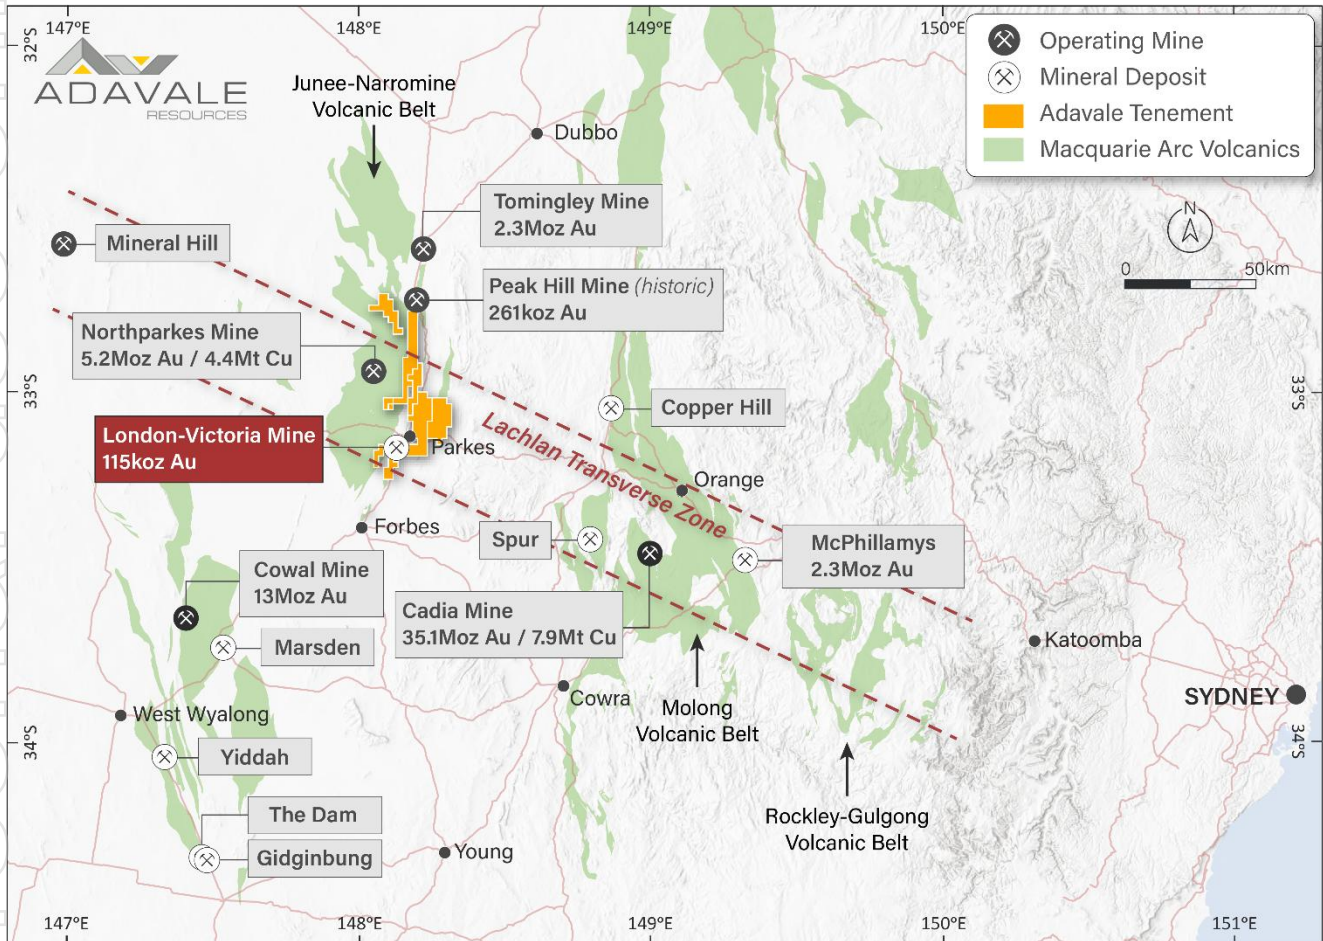 147°E
148°E
149°E
150°E
32°S
ADAVALE
RESOURCES
Operating Mine
Mineral Deposit
Adavale Tenement
Macquarie Arc Volcanics
Junee-Narromine
Volcanic Belt
Dubbo
Tomingley Mine
2.3Moz Au
N
Mineral Hill
0 50km
Peak Hill Mine (historic)
261koz Au
Northparkes Mine
5.2Moz Au / 4.4Mt Cu
33°S
33°S
Copper Hill
London-Victoria Mine
115koz Au
Parkes
Lachlan Transverse Zone
Orange
Forbes
Spur
McPhillamys
2.3Moz Au
Cowal Mine
13Moz Au
Cadia Mine
35.1Moz Au / 7.9Mt Cu
Marsden
Katoomba
Cowra
SYDNEY
Molong
Volcanic Belt
West Wyalong
34°S
34°S
Yiddah
The Dam
Rockley-Gulgong
Volcanic Belt
Gidginbung
Young
147°E
148°E
149°E
150°E
151°E